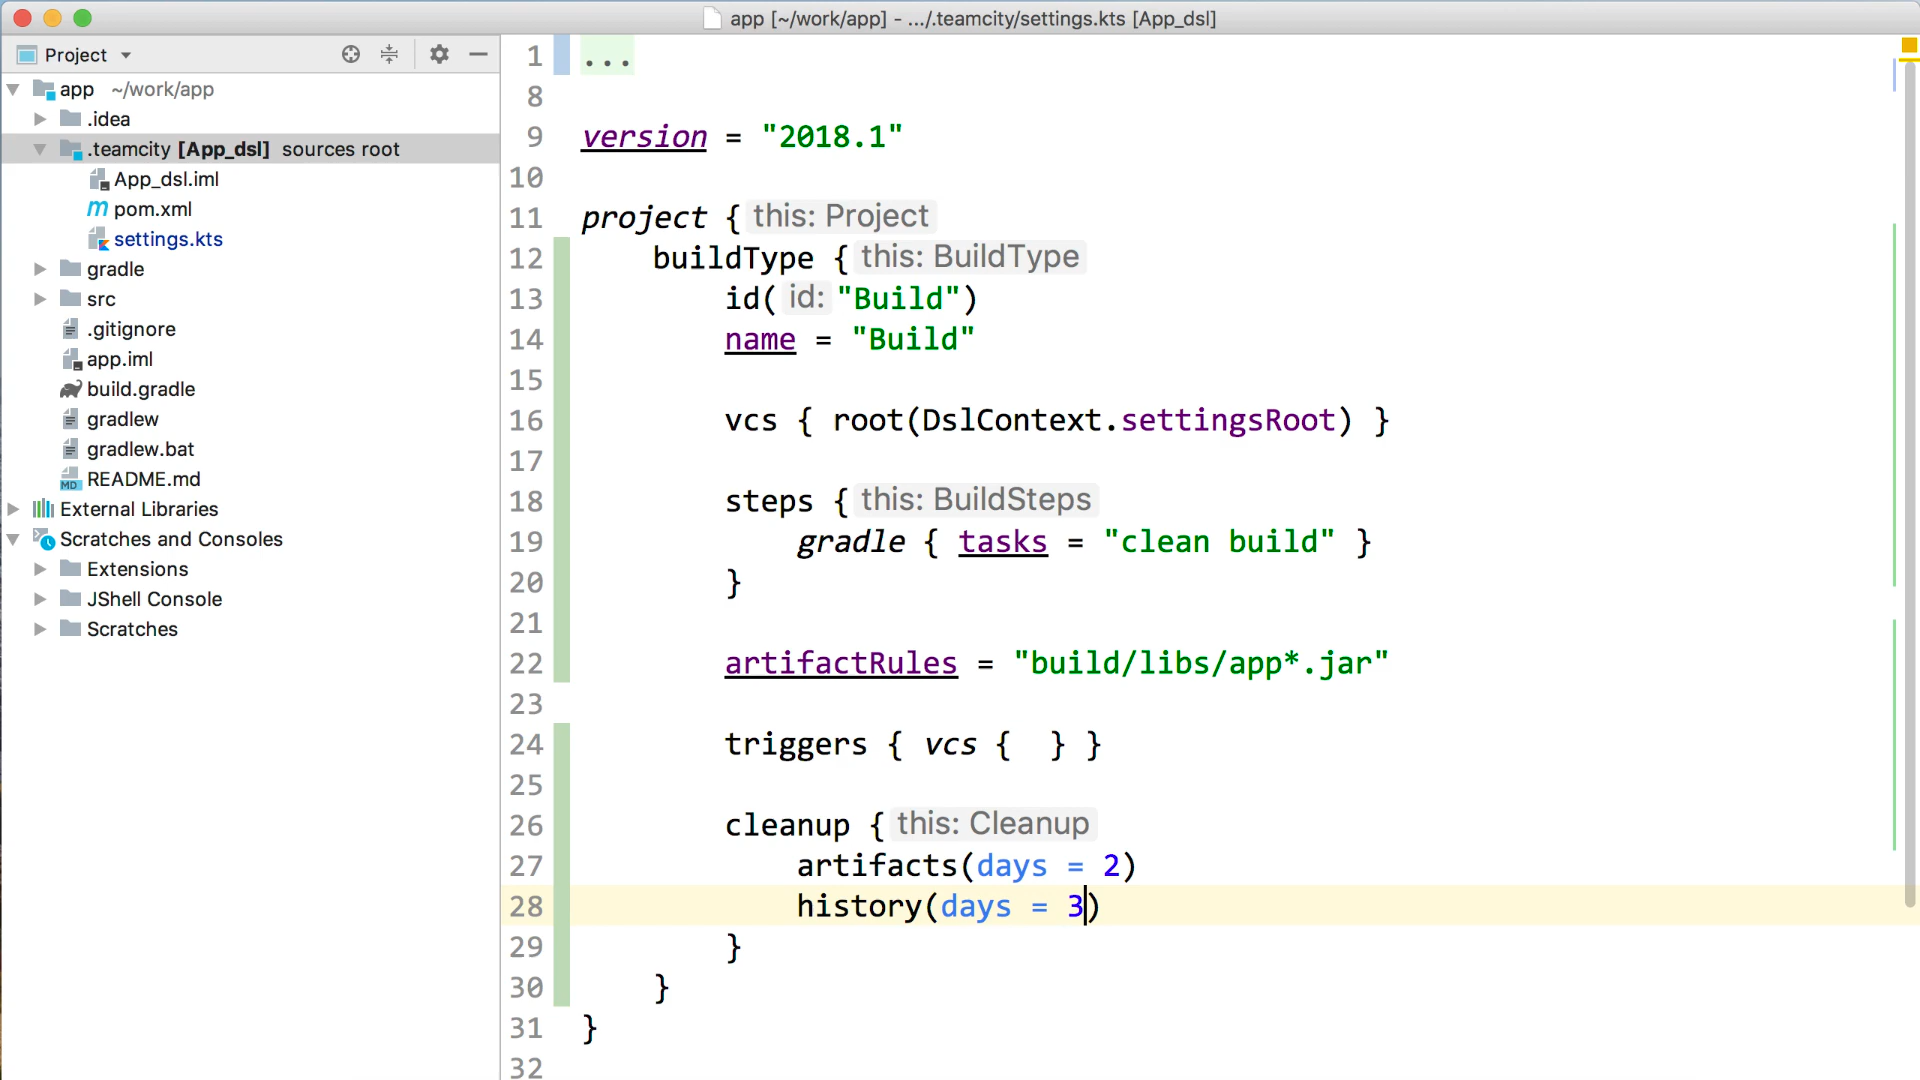 app [~/work/app] - .../.teamcity/settings.kts [App_dsl]
Project
app ~/work/app
.idea
.teamcity [App_dsl] sources root
App_dsl.iml
pom.xml
settings.kts
gradle
src
.gitignore
app.iml
build.gradle
gradlew
gradlew.bat
README.md
External Libraries
Scratches and Consoles
Extensions
JShell Console
Scratches
1 ...
8
9 version = "2018.1"
10
11 project { this: Project
12 buildType { this: BuildType
13 id( id: "Build")
14 name = "Build"
15
16 vcs { root(DslContext.settingsRoot) }
17
18 steps { this: BuildSteps
19 gradle { tasks = "clean build" }
20 }
21
22 artifactRules = "build/libs/app*.jar"
23
24 triggers { vcs { } }
25
26 cleanup { this: Cleanup
27 artifacts(days = 2)
28 history(days = 3)
29 }
30 }
31 }
32